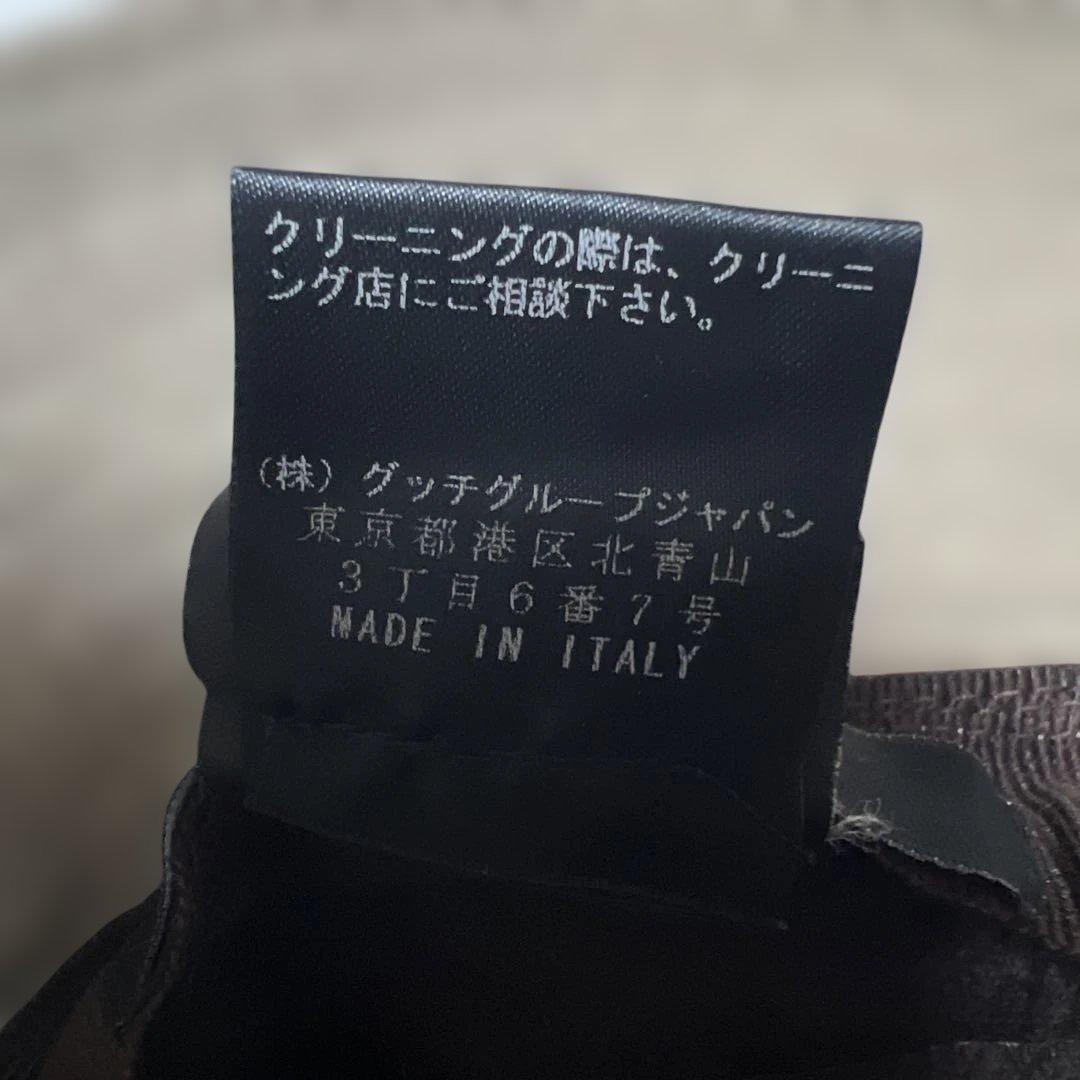 クリーニングの際は、クリーニ
ング店にご相談下さい。
（株）グッチグループジャパン
東京都港区北青山
3丁目6番7号
MADE IN ITALY